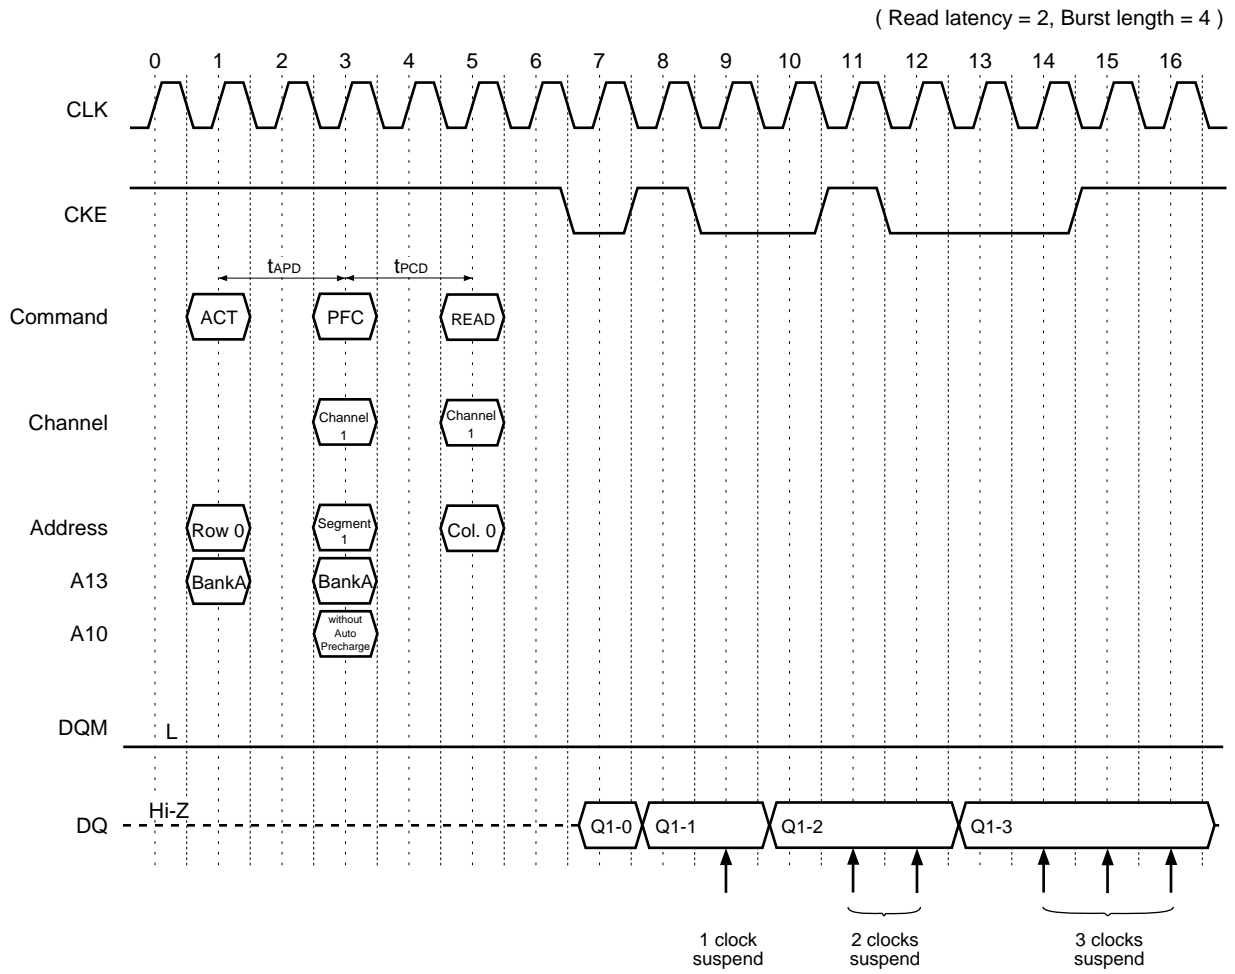 ( Read latency = 2, Burst length = 4 )
0 1 2 3 4 5 6 7 8 9 10 11 12 13 14 15 16
CLK
CKE
tAPD tPCD
Command ACT PFC READ
Channel Channel 1 Channel 1
Address Row 0 Segment 1 Col. 0
A13 BankA BankA
A10 without Auto Precharge
DQM L
DQ Hi-Z Q1-0 Q1-1 Q1-2 Q1-3
1 clock suspend
2 clocks suspend
3 clocks suspend